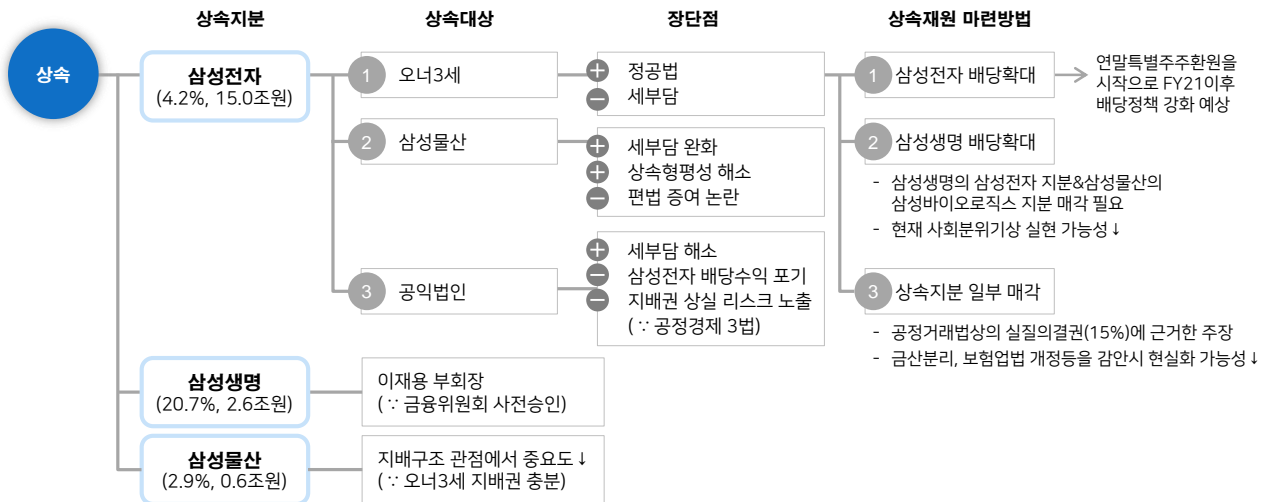 상속지분
상속대상
장단점
상속재원 마련방법
상속
삼성전자
(4.2%, 15.0조원)
1 오너3세
+ 정공법
− 세부담
1 삼성전자 배당확대
연말특별주주환원을
시작으로 FY21이후
배당정책 강화 예상
2 삼성물산
+ 세부담 완화
+ 상속형평성 해소
− 편법 증여 논란
2 삼성생명 배당확대
- 삼성생명의 삼성전자 지분&삼성물산의
삼성바이오로직스 지분 매각 필요
- 현재 사회분위기상 실현 가능성↓
3 공익법인
+ 세부담 해소
− 삼성전자 배당수익 포기
− 지배권 상실 리스크 노출
(∵ 공정경제 3법)
3 상속지분 일부 매각
- 공정거래법상의 실질의결권(15%)에 근거한 주장
- 금산분리, 보험업법 개정등을 감안시 현실화 가능성↓
삼성생명
(20.7%, 2.6조원)
이재용 부회장
(∵ 금융위원회 사전승인)
삼성물산
(2.9%, 0.6조원)
지배구조 관점에서 중요도↓
(∵ 오너3세 지배권 충분)